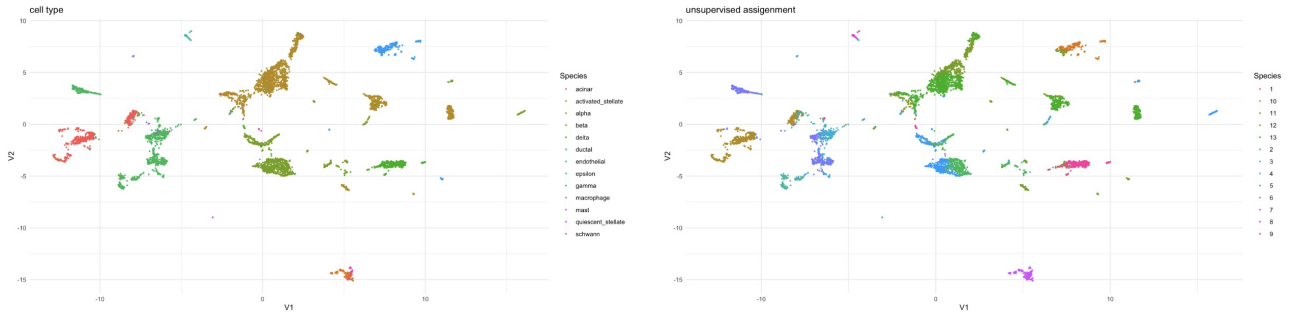 cell type
10
5
0
-5
-10
-15
V2
-10
0
10
V1
Species
acinar
activated_stellate
alpha
beta
delta
ductal
endothelial
epsilon
gamma
macrophage
mast
quiescent_stellate
schwann
unsupervised assigenment
10
5
0
-5
-10
-15
V2
-10
0
10
V1
Species
1
10
11
12
13
2
3
4
5
6
7
8
9